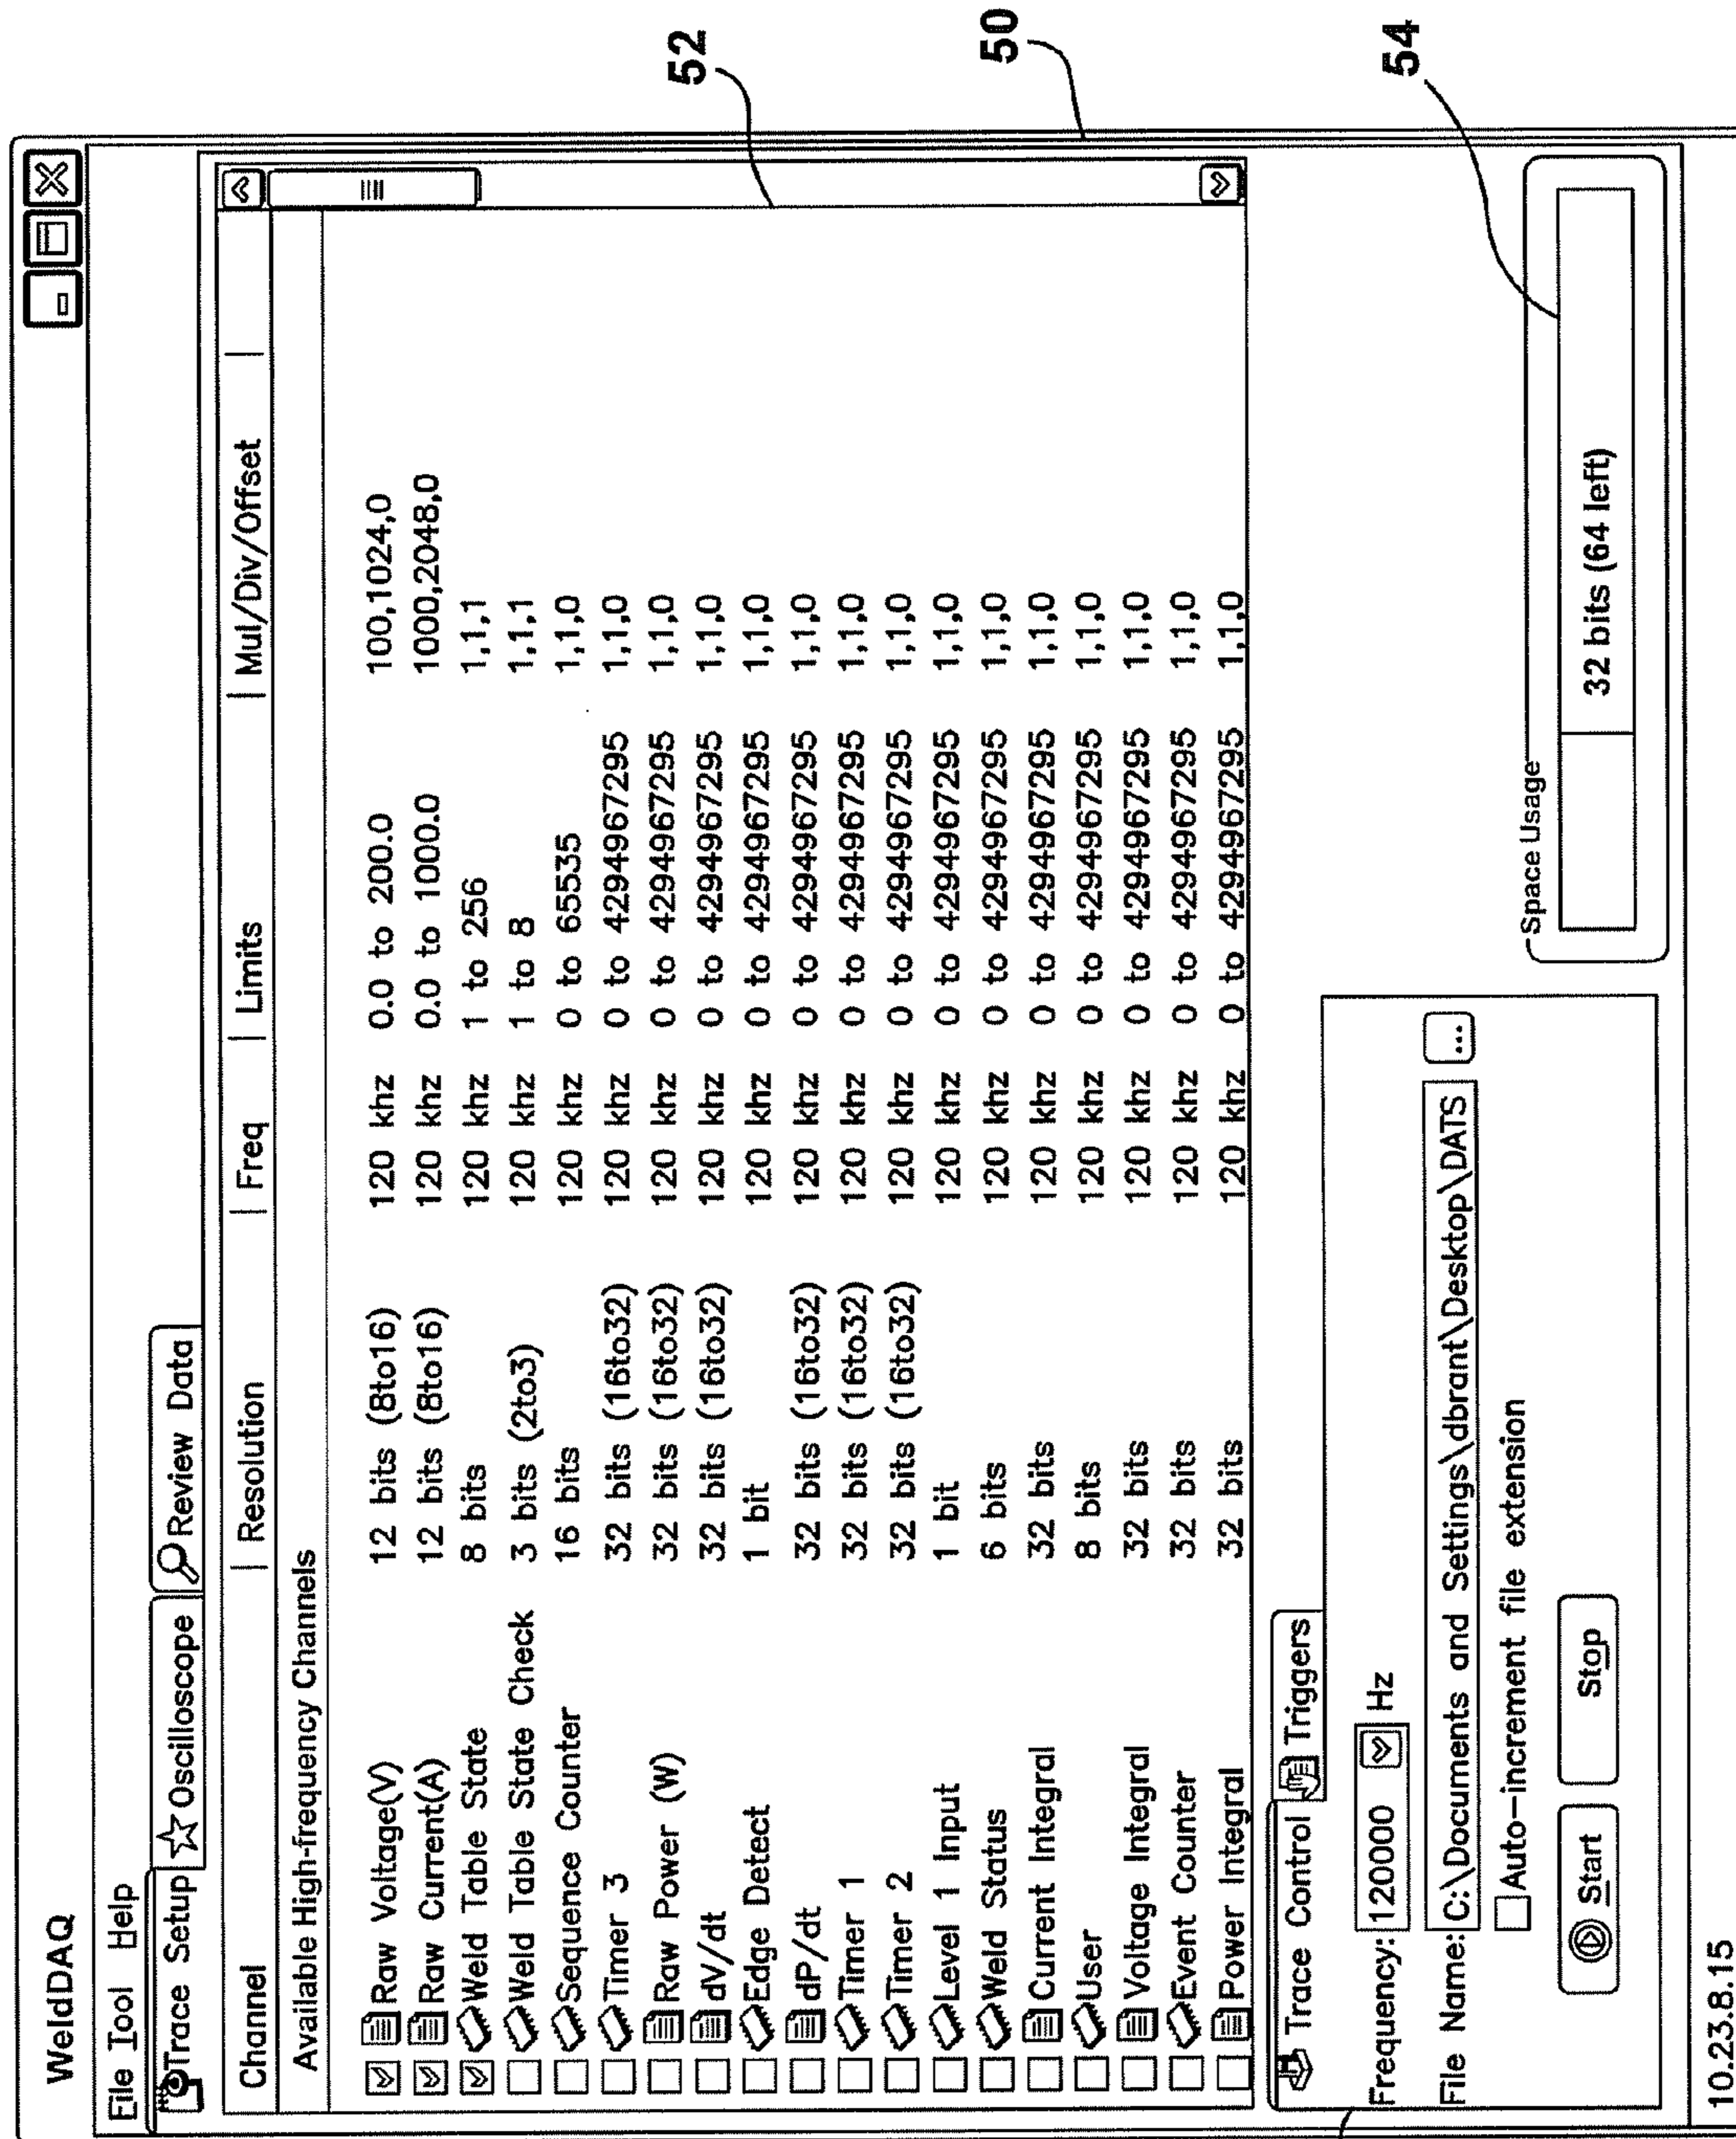 WeldDAQ
File Tool Help
Trace Setup Oscilloscope Review Data
Channel Resolution Freq Limits Mul/Div/Offset
Available High-frequency Channels
Raw Voltage(V) 12 bits (8to16) 120 khz 0.0 to 200.0 100,1024,0
Raw Current(A) 12 bits (8to16) 120 khz 0.0 to 1000.0 1000,2048,0
Weld Table State 8 bits 120 khz 1 to 256 1,1,1
Weld Table State Check 3 bits (2to3) 120 khz 1 to 8 1,1,1
Sequence Counter 16 bits 120 khz 0 to 65535 1,1,0
Timer 3 32 bits (16to32) 120 khz 0 to 4294967295 1,1,0
Raw Power (W) 32 bits (16to32) 120 khz 0 to 4294967295 1,1,0
dV/dt 32 bits (16to32) 120 khz 0 to 4294967295 1,1,0
Edge Detect 1 bit 120 khz 0 to 4294967295 1,1,0
dP/dt 32 bits (16to32) 120 khz 0 to 4294967295 1,1,0
Timer 1 32 bits (16to32) 120 khz 0 to 4294967295 1,1,0
Timer 2 32 bits (16to32) 120 khz 0 to 4294967295 1,1,0
Level 1 Input 1 bit 120 khz 0 to 4294967295 1,1,0
Weld Status 6 bits 120 khz 0 to 4294967295 1,1,0
Current Integral 32 bits 120 khz 0 to 4294967295 1,1,0
User 8 bits 120 khz 0 to 4294967295 1,1,0
Voltage Integral 32 bits 120 khz 0 to 4294967295 1,1,0
Event Counter 32 bits 120 khz 0 to 4294967295 1,1,0
Power Integral 32 bits 120 khz 0 to 4294967295 1,1,0
52
50
Trace Control Triggers
Frequency: 120000 Hz
File Name: C:\Documents and Settings\dbrant\Desktop\DATS ...
Auto-increment file extension
Start Stop
Space Usage
32 bits (64 left)
54
10.23.8.15